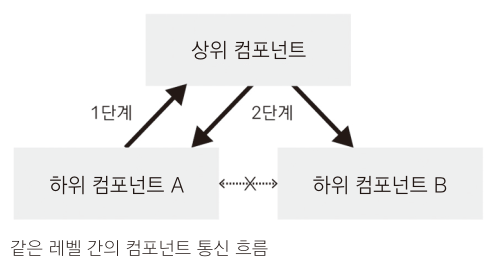 상위 컴포넌트
1단계
2단계
하위 컴포넌트 A
하위 컴포넌트 B
같은 레벨 간의 컴포넌트 통신 흐름